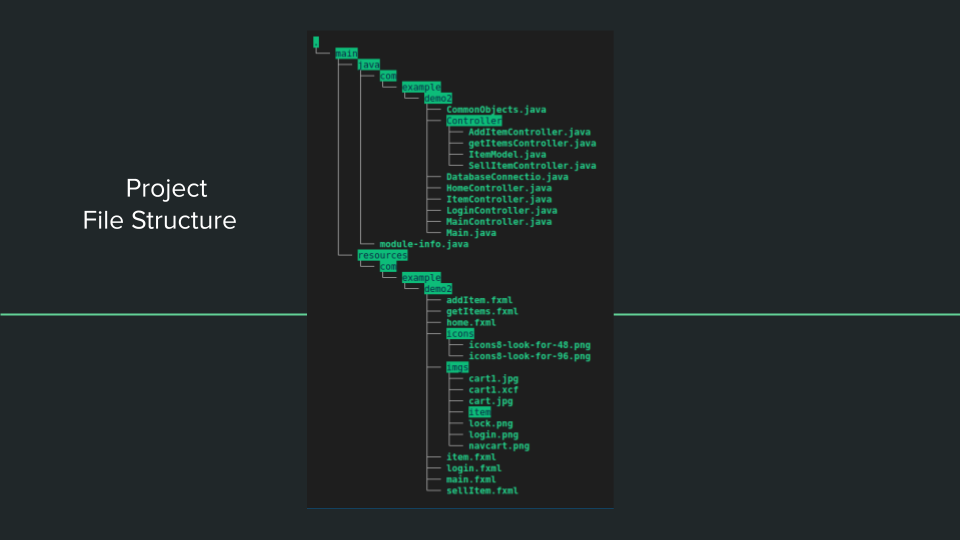 Project
File Structure
.
main
java
com
example
demo2
CommonObjects.java
Controller
AddItemController.java
getItemsController.java
ItemModel.java
SellItemController.java
DatabaseConnectio.java
HomeController.java
ItemController.java
LoginController.java
MainController.java
Main.java
module-info.java
resources
com
example
demo2
addItem.fxml
getItems.fxml
home.fxml
icons
icons8-look-for-48.png
icons8-look-for-96.png
imgs
cart1.jpg
cart1.xcf
cart.jpg
item
lock.png
login.png
navcart.png
item.fxml
login.fxml
main.fxml
sellItem.fxml